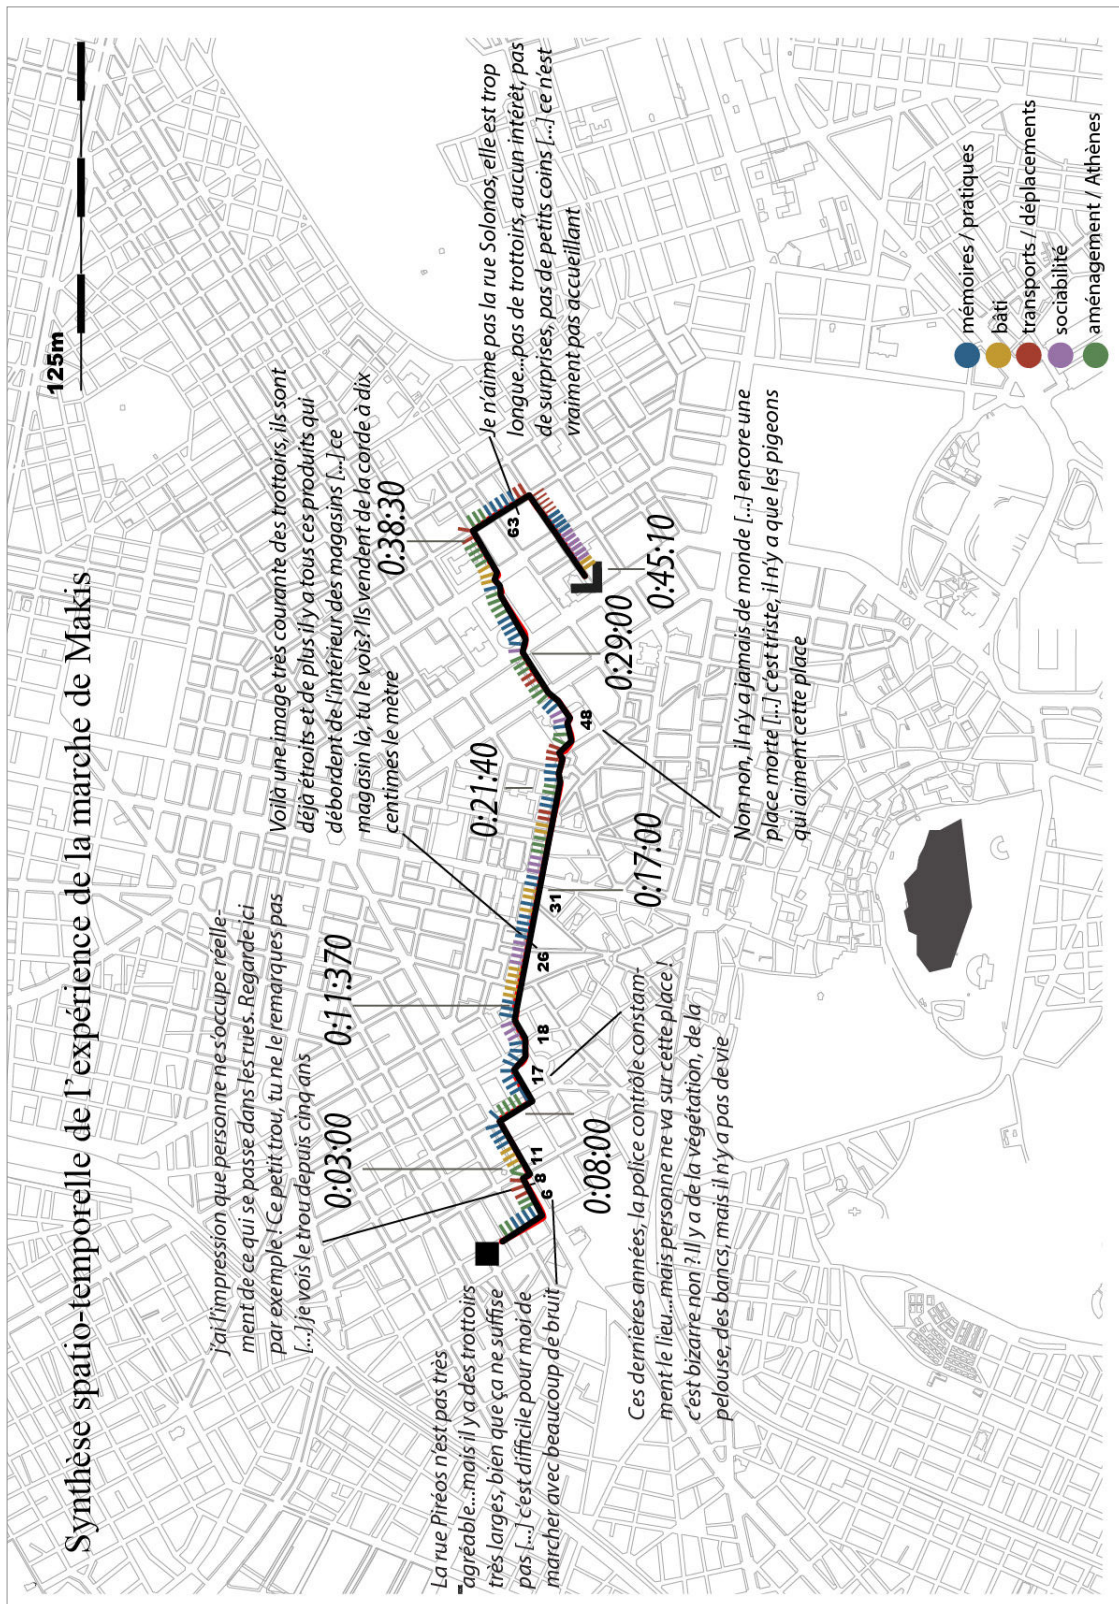 Synthèse spatio-temporelle de l'expérience de la marche de Makis
125m
La rue Piréos n'est pas très
agréable...mais il y a des trottoirs
très larges, bien que ça ne suffise
pas [...] c'est difficile pour moi de
marcher avec beaucoup de bruit
j'ai l'impression que personne ne s'occupe réelle-
ment de ce qui se passe dans les rues. Regarde ici
par exemple ! Ce petit trou, tu ne le remarques pas
[...] je vois le trou depuis cinq ans
Voilà une image très courante des trottoirs, ils sont
déjà étroits et de plus il y a tous ces produits qui
débordent de l'intérieur des magasins [...] ce
magasin là, tu le vois? Ils vendent de la corde à dix
centimes le mètre
Je n'aime pas la rue Solonos, elle est trop
longue...pas de trottoirs, aucun intérêt, pas
de surprises, pas de petits coins [...] ce n'est
vraiment pas accueillant
0:03:00
0:11:370
0:21:40
0:38:30
6
8
11
17
18
26
31
48
63
0:08:00
0:17:00
0:29:00
0:45:10
Ces dernières années, la police contrôle constam-
ment le lieu...mais personne ne va sur cette place !
c'est bizarre non ? Il y a de la végétation, de la
pelouse, des bancs, mais il n'y a pas de vie
Non non, il n'y a jamais de monde [...] encore une
place morte [...] c'est triste, il n'y a que les pigeons
qui aiment cette place
mémoires / pratiques
bâti
transports / déplacements
sociabilité
aménagement / Athènes